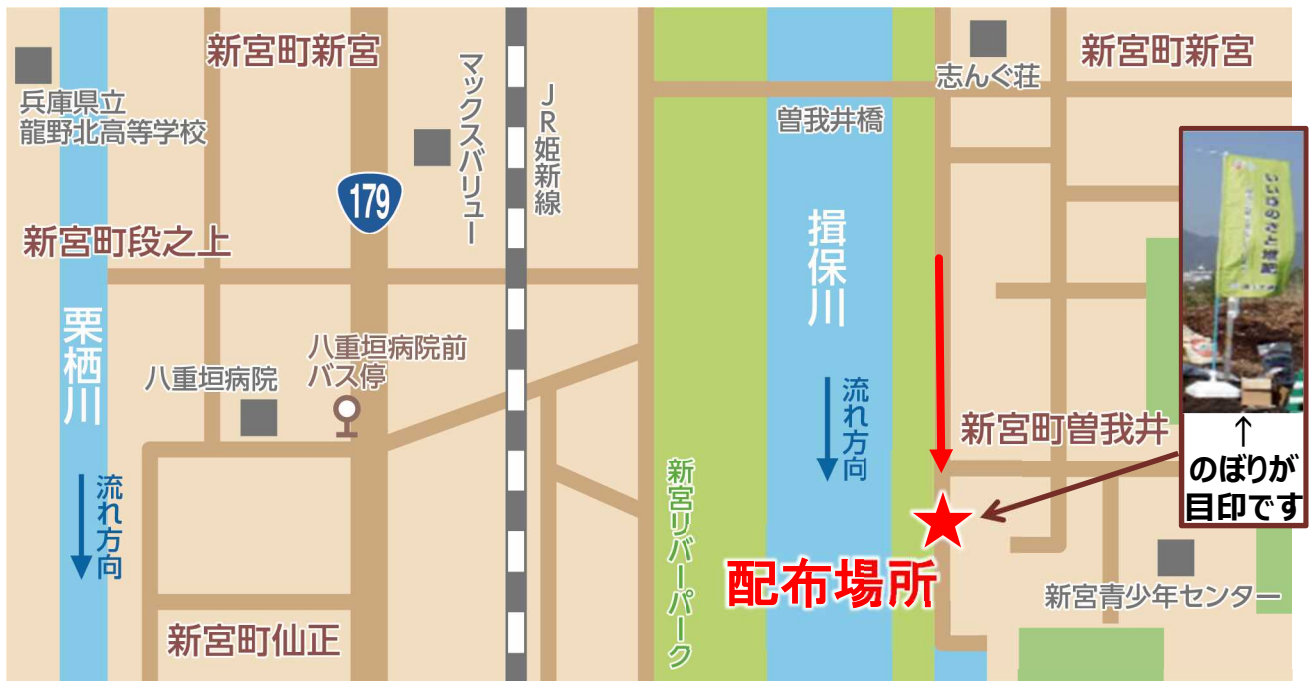 新宮町新宮
兵庫県立
龍野北高等学校
マックスバリュー
JR姫新線
179
新宮町段之上
栗栖川
八重垣病院
八重垣病院前
バス停
流れ方向
新宮町仙正
新宮リバーパーク
曽我井橋
揖保川
流れ方向
志んぐ荘
新宮町新宮
新宮町曽我井
配布場所
新宮青少年センター
↑
のぼりが
目印です